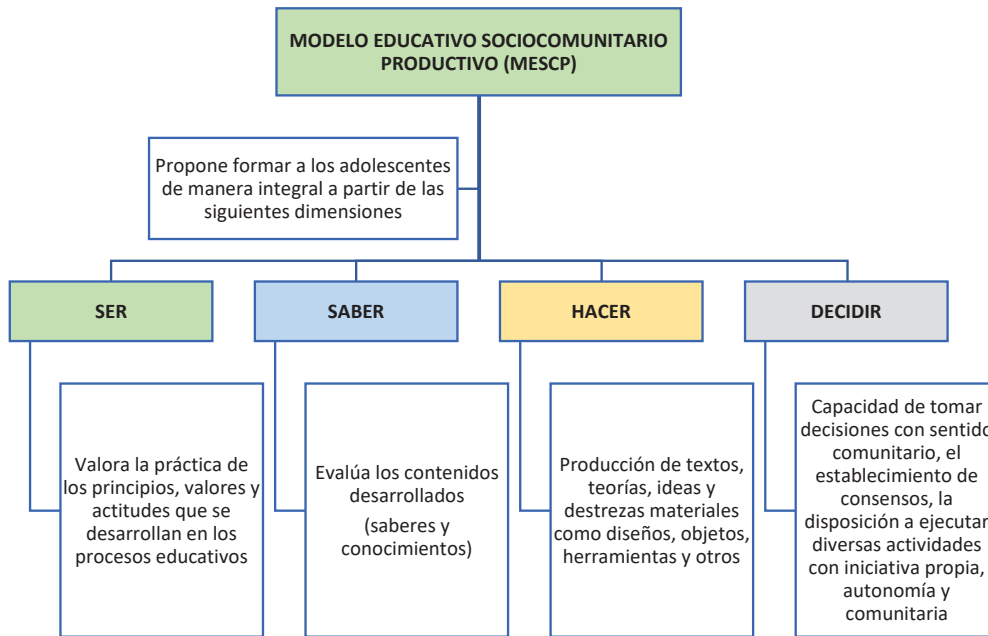 MODELO EDUCATIVO SOCIOCOMUNITARIO
PRODUCTIVO (MESCP)
Propone formar a los adolescentes
de manera integral a partir de las
siguientes dimensiones
SER
SABER
HACER
DECIDIR
Valora la práctica de
los principios, valores y
actitudes que se
desarrollan en los
procesos educativos
Evalúa los contenidos
desarrollados
(saberes y
conocimientos)
Producción de textos,
teorías, ideas y
destrezas materiales
como diseños, objetos,
herramientas y otros
Capacidad de tomar
decisiones con sentido
comunitario, el
establecimiento de
consensos, la
disposición a ejecutar
diversas actividades
con iniciativa propia,
autonomía y
comunitaria